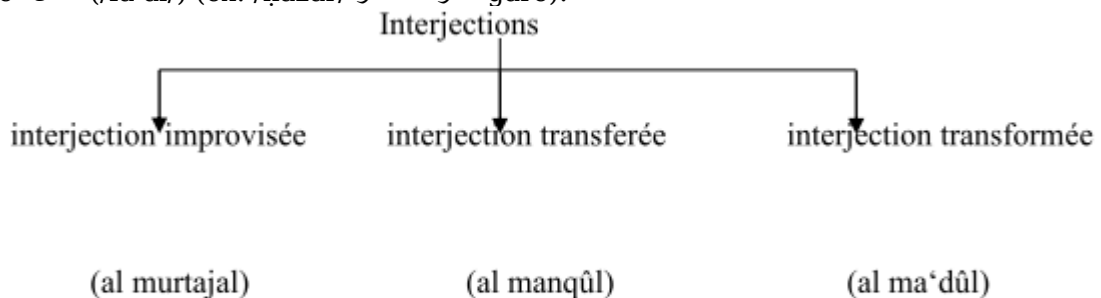 Interjections
interjection improvisée interjection transferée interjection transformée
(al murtajal) (al manqûl) (al ma‘dûl)